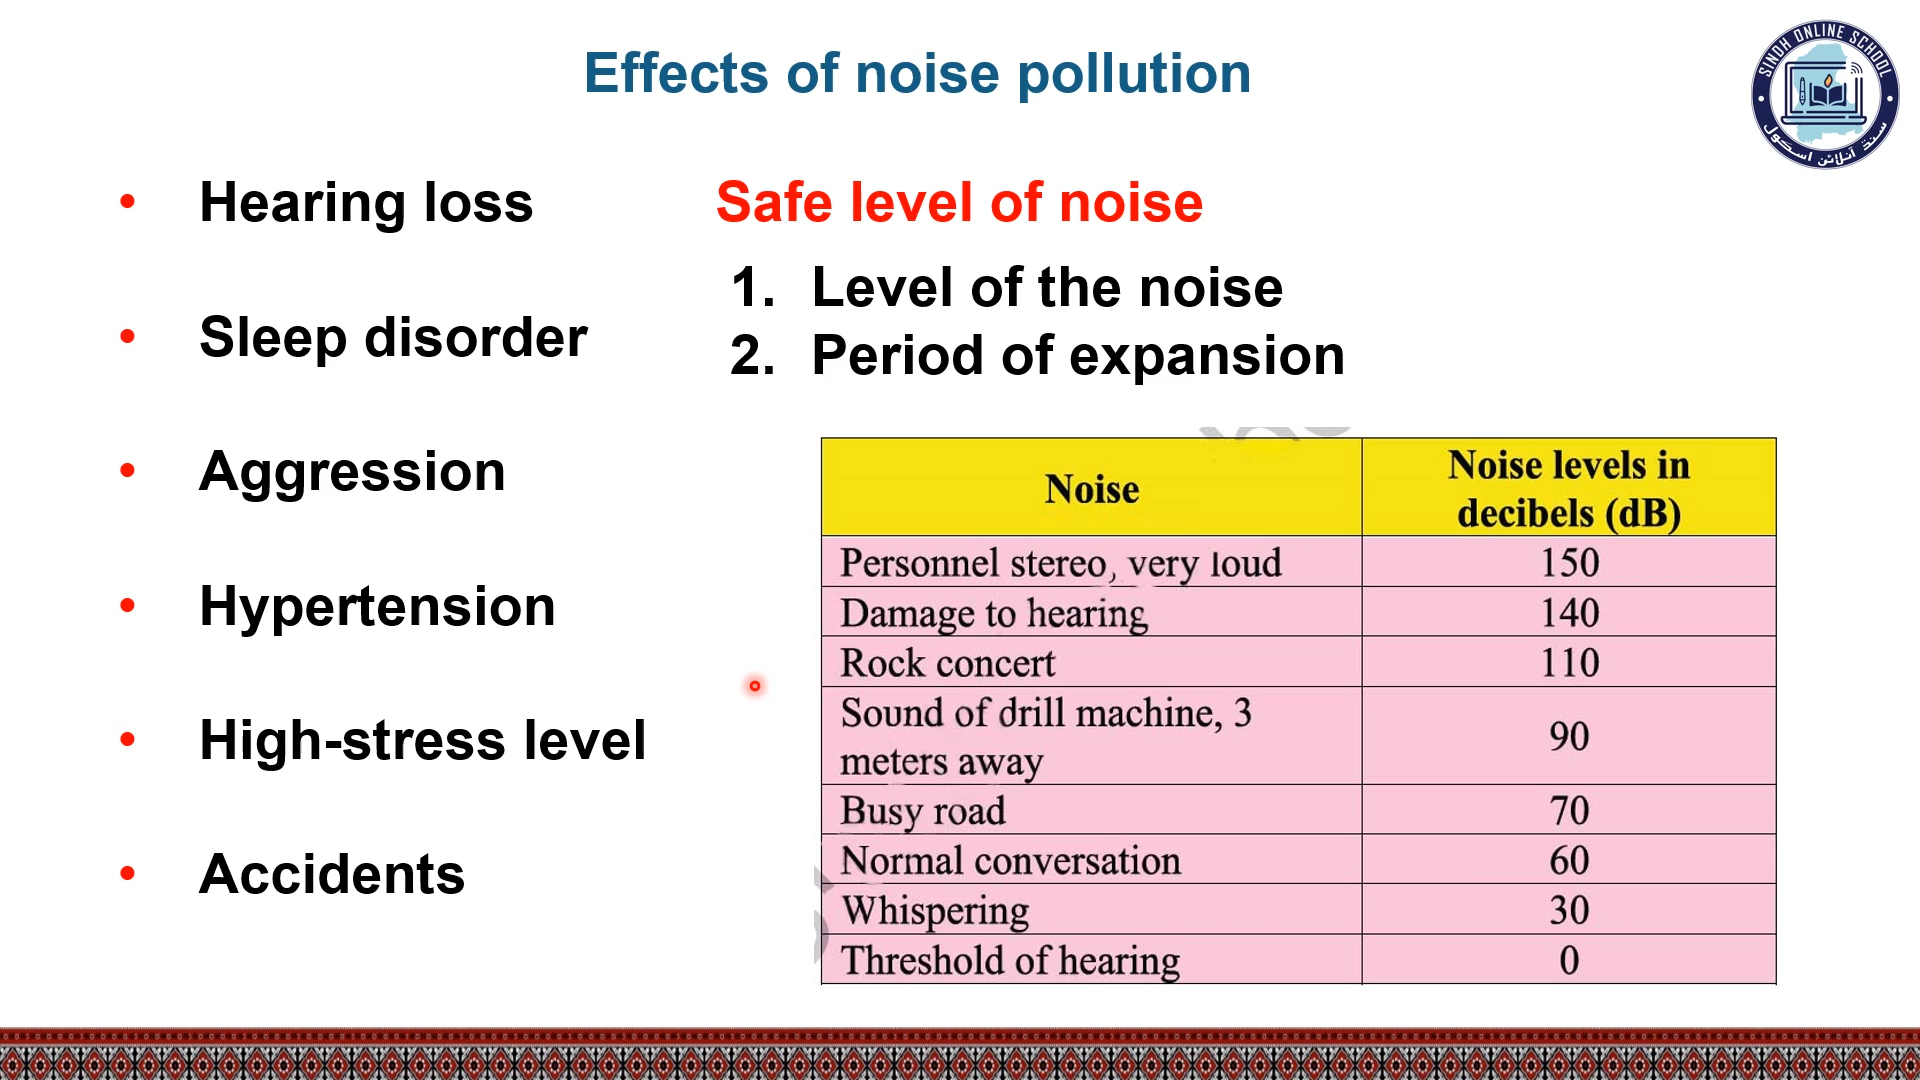 Effects of noise pollution
SINDH ONLINE SCHOOL
سنڌ آنلائن اسڪول
• Hearing loss
• Sleep disorder
• Aggression
• Hypertension
• High-stress level
• Accidents
Safe level of noise
1. Level of the noise
2. Period of expansion
Noise
Noise levels in
decibels (dB)
Personnel stereo, very loud 150
Damage to hearing 140
Rock concert 110
Sound of drill machine, 3
meters away 90
Busy road 70
Normal conversation 60
Whispering 30
Threshold of hearing 0